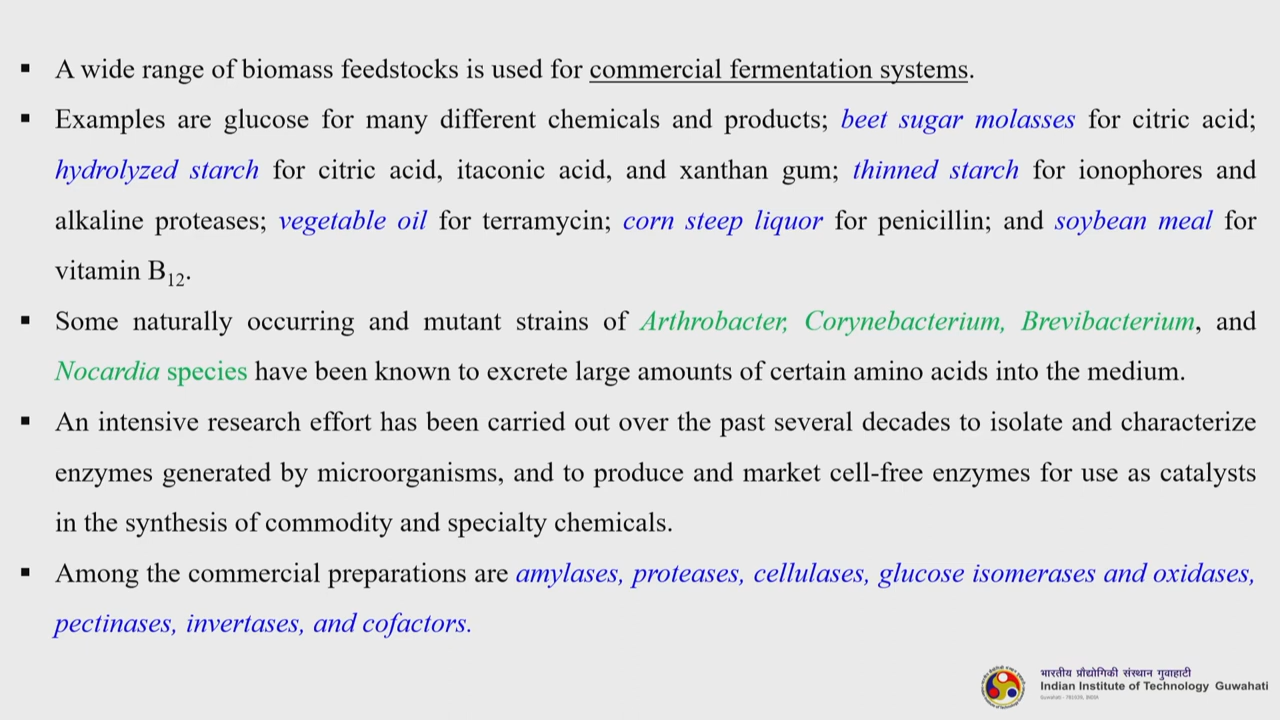 ▪ A wide range of biomass feedstocks is used for commercial fermentation systems.
▪ Examples are glucose for many different chemicals and products; beet sugar molasses for citric acid;
hydrolyzed starch for citric acid, itaconic acid, and xanthan gum; thinned starch for ionophores and
alkaline proteases; vegetable oil for terramycin; corn steep liquor for penicillin; and soybean meal for
vitamin B₁₂.
▪ Some naturally occurring and mutant strains of Arthrobacter, Corynebacterium, Brevibacterium, and
Nocardia species have been known to excrete large amounts of certain amino acids into the medium.
▪ An intensive research effort has been carried out over the past several decades to isolate and characterize
enzymes generated by microorganisms, and to produce and market cell-free enzymes for use as catalysts
in the synthesis of commodity and specialty chemicals.
▪ Among the commercial preparations are amylases, proteases, cellulases, glucose isomerases and oxidases,
pectinases, invertases, and cofactors.
भारतीय प्रौद्योगिकी संस्थान गुवाहाटी
Indian Institute of Technology Guwahati
Guwahati - 781039, INDIA